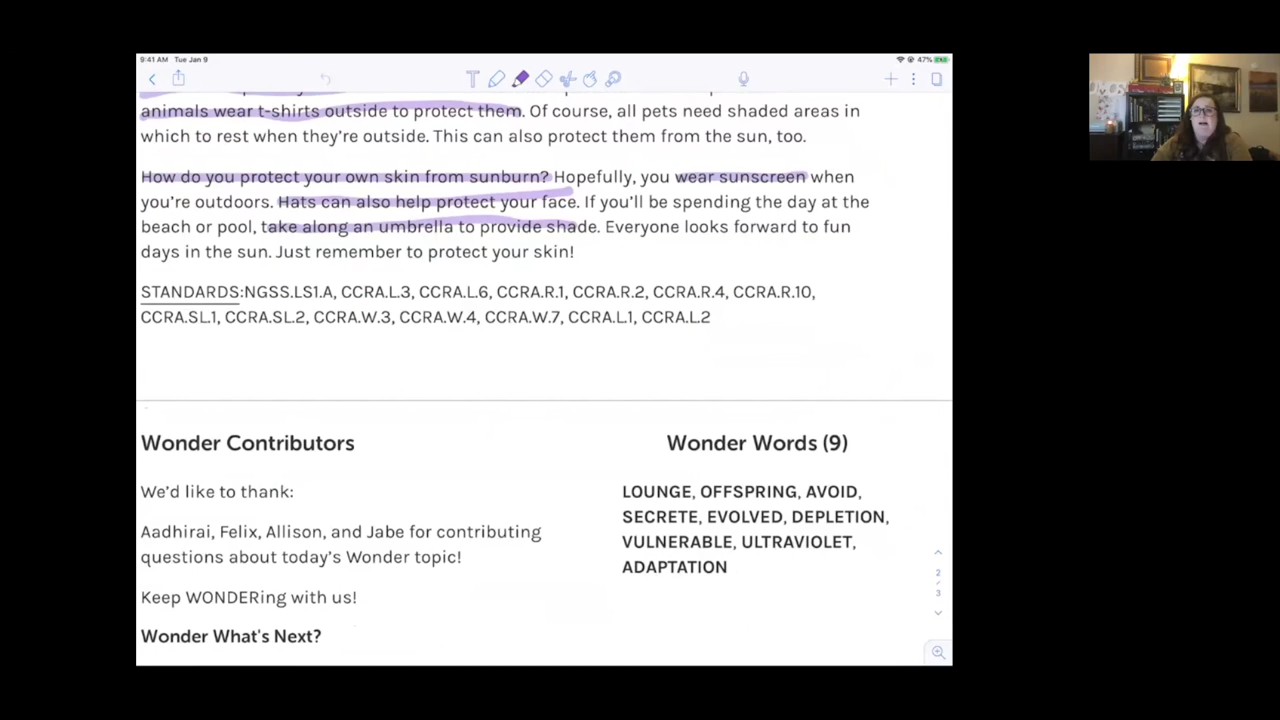 9:41 AM Tue Jan 9
47%
animals wear t-shirts outside to protect them. Of course, all pets need shaded areas in
which to rest when they're outside. This can also protect them from the sun, too.
How do you protect your own skin from sunburn? Hopefully, you wear sunscreen when
you're outdoors. Hats can also help protect your face. If you'll be spending the day at the
beach or pool, take along an umbrella to provide shade. Everyone looks forward to fun
days in the sun. Just remember to protect your skin!
STANDARDS:NGSS.LS1.A, CCRA.L.3, CCRA.L.6, CCRA.R.1, CCRA.R.2, CCRA.R.4, CCRA.R.10,
CCRA.SL.1, CCRA.SL.2, CCRA.W.3, CCRA.W.4, CCRA.W.7, CCRA.L.1, CCRA.L.2
Wonder Contributors
We'd like to thank:
Aadhirai, Felix, Allison, and Jabe for contributing
questions about today's Wonder topic!
Keep WONDERing with us!
Wonder What's Next?
Wonder Words (9)
LOUNGE, OFFSPRING, AVOID,
SECRETE, EVOLVED, DEPLETION,
VULNERABLE, ULTRAVIOLET,
ADAPTATION
2
/
3